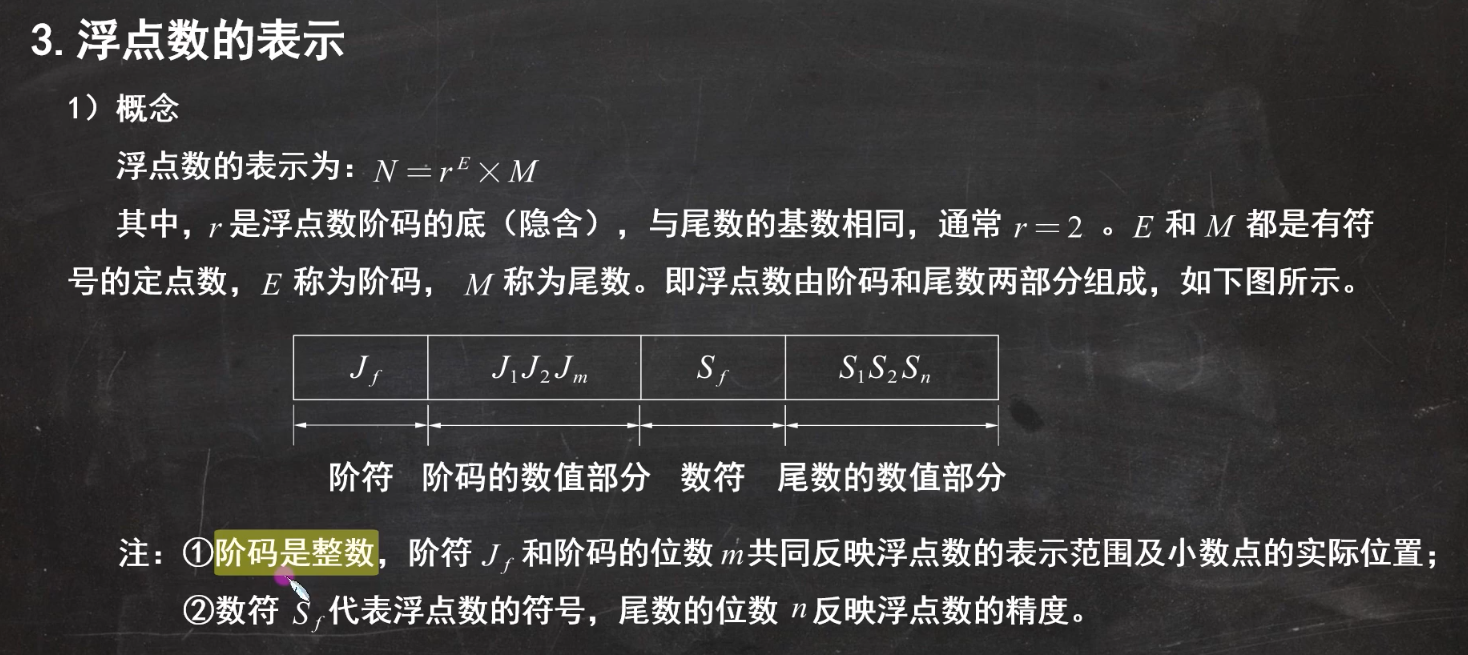 3. 浮点数的表示
1）概念
浮点数的表示为：N = r^E × M
其中，r 是浮点数阶码的底（隐含），与尾数的基数相同，通常 r = 2 。E 和 M 都是有符
号的定点数，E 称为阶码， M 称为尾数。即浮点数由阶码和尾数两部分组成，如下图所示。
J_f J_1J_2J_m S_f S_1S_2S_n
阶符 阶码的数值部分 数符 尾数的数值部分
注：①阶码是整数，阶符 J_f 和阶码的位数 m 共同反映浮点数的表示范围及小数点的实际位置；
②数符 S_f 代表浮点数的符号，尾数的位数 n 反映浮点数的精度。